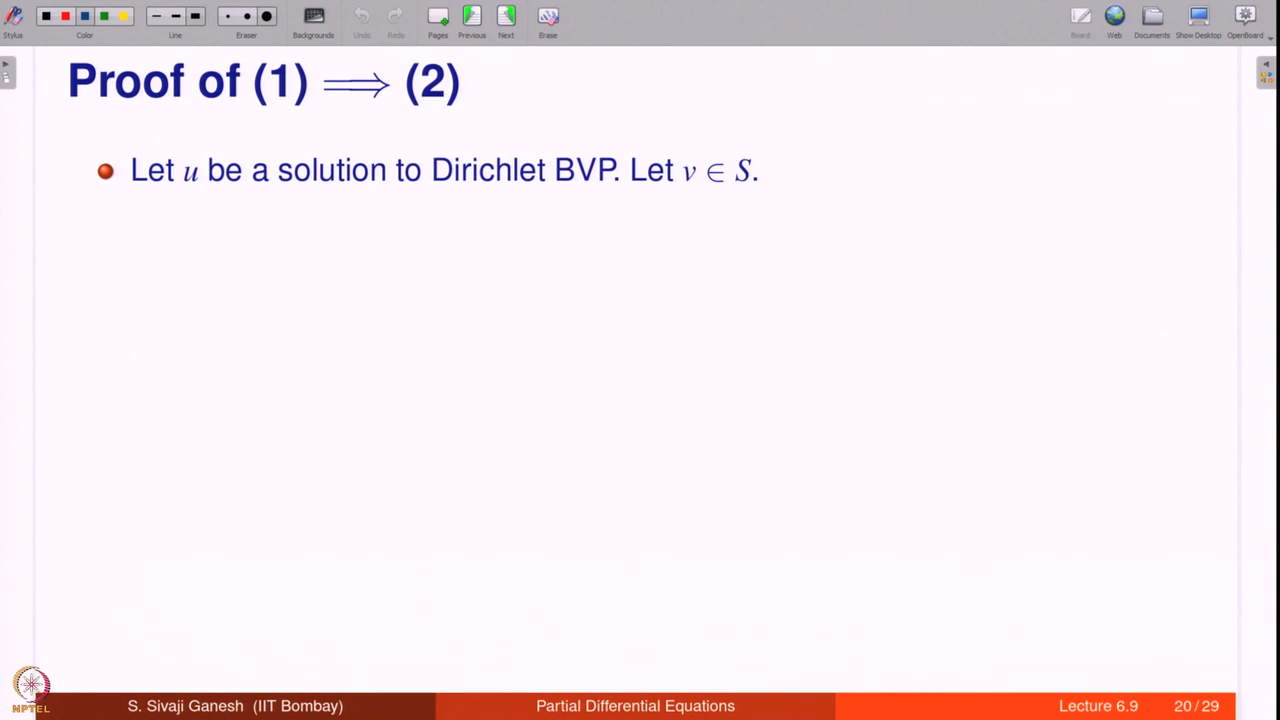 Stylus Color Line Eraser Backgrounds Undo Redo Pages Previous Next Erase Board Web Documents Show Desktop OpenBoard
Proof of (1) ⟹ (2)
Let u be a solution to Dirichlet BVP. Let v ∈ S.
NPTEL
S. Sivaji Ganesh (IIT Bombay) Partial Differential Equations Lecture 6.9 20/29